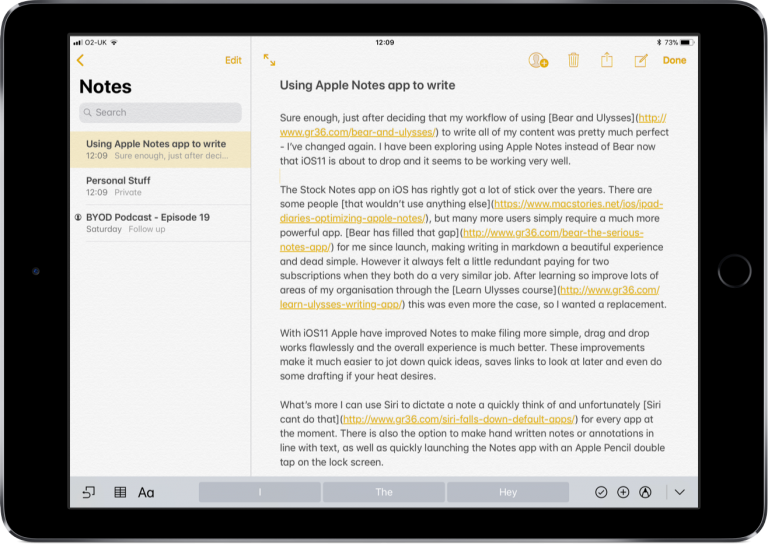 O2-UK
12:09
73%
Edit
Done
Notes
Search
Using Apple Notes app to write
12:09 Sure enough, just after deci...
Personal Stuff
12:09 Private
BYOD Podcast - Episode 19
Saturday Follow up
Using Apple Notes app to write
Sure enough, just after deciding that my workflow of using [Bear and Ulysses](http://
www.gr36.com/bear-and-ulysses/) to write all of my content was pretty much perfect
- I've changed again. I have been exploring using Apple Notes instead of Bear now
that iOS11 is about to drop and it seems to be working very well.
The Stock Notes app on iOS has rightly got a lot of stick over the years. There are
some people [that wouldn't use anything else](https://www.macstories.net/ios/ipad-
diaries-optimizing-apple-notes/), but many more users simply require a much more
powerful app. [Bear has filled that gap](http://www.gr36.com/bear-the-serious-
notes-app/) for me since launch, making writing in markdown a beautiful experience
and dead simple. However it always felt a little redundant paying for two
subscriptions when they both do a very similar job. After learning so improve lots of
areas of my organisation through the [Learn Ulysses course](http://www.gr36.com/
learn-ulysses-writing-app/) this was even more the case, so I wanted a replacement.
With iOS11 Apple have improved Notes to make filing more simple, drag and drop
works flawlessly and the overall experience is much better. These improvements
make it much easier to jot down quick ideas, saves links to look at later and even do
some drafting if your heat desires.
What's more I can use Siri to dictate a note a quickly think of and unfortunately [Siri
cant do that](http://www.gr36.com/siri-falls-down-default-apps/) for every app at
the moment. There is also the option to make hand written notes or annotations in
line with text, as well as quickly launching the Notes app with an Apple Pencil double
tap on the lock screen.
Aa
I
The
Hey